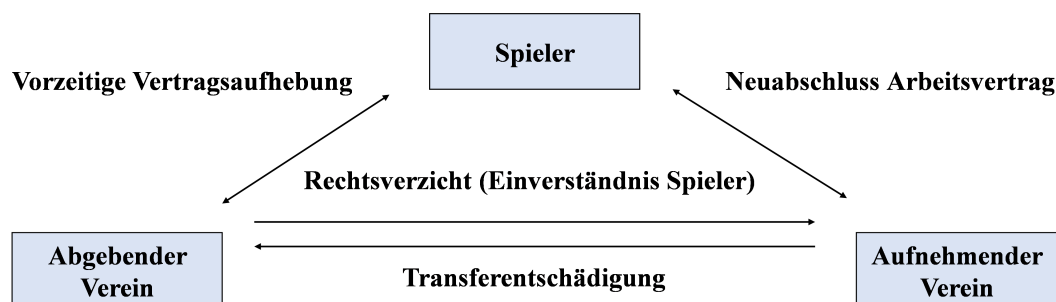 Spieler
Vorzeitige Vertragsaufhebung
Neuabschluss Arbeitsvertrag
Rechtsverzicht (Einverständnis Spieler)
Abgebender
Verein
Transferentschädigung
Aufnehmender
Verein